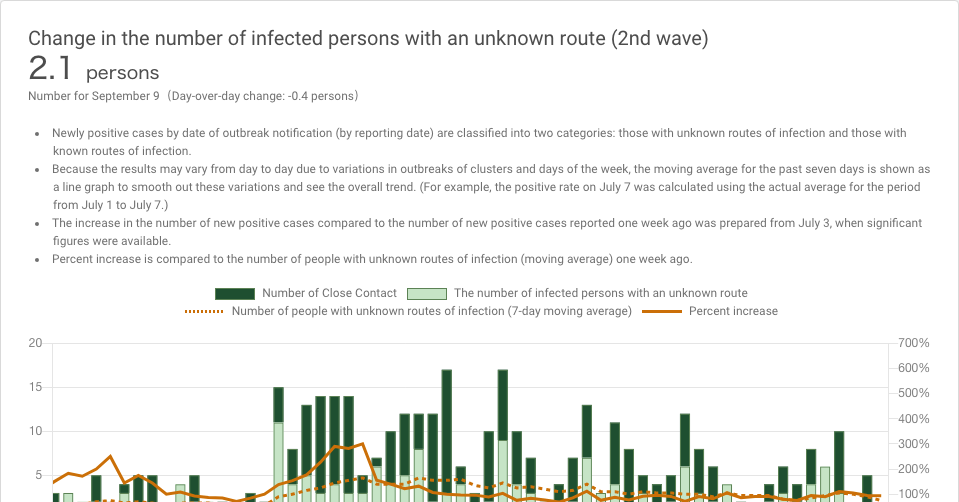 Change in the number of infected persons with an unknown route (2nd wave)
2.1 persons
Number for September 9 （Day-over-day change: -0.4 persons）
• Newly positive cases by date of outbreak notification (by reporting date) are classified into two categories: those with unknown routes of infection and those with
known routes of infection.
• Because the results may vary from day to day due to variations in outbreaks of clusters and days of the week, the moving average for the past seven days is shown as
a line graph to smooth out these variations and see the overall trend. (For example, the positive rate on July 7 was calculated using the actual average for the period
from July 1 to July 7.)
• The increase in the number of new positive cases compared to the number of new positive cases reported one week ago was prepared from July 3, when significant
figures were available.
• Percent increase is compared to the number of people with unknown routes of infection (moving average) one week ago.
Number of Close Contact The number of infected persons with an unknown route
Number of people with unknown routes of infection (7-day moving average) Percent increase
20 700%
600%
15 500%
400%
10 300%
200%
5 100%